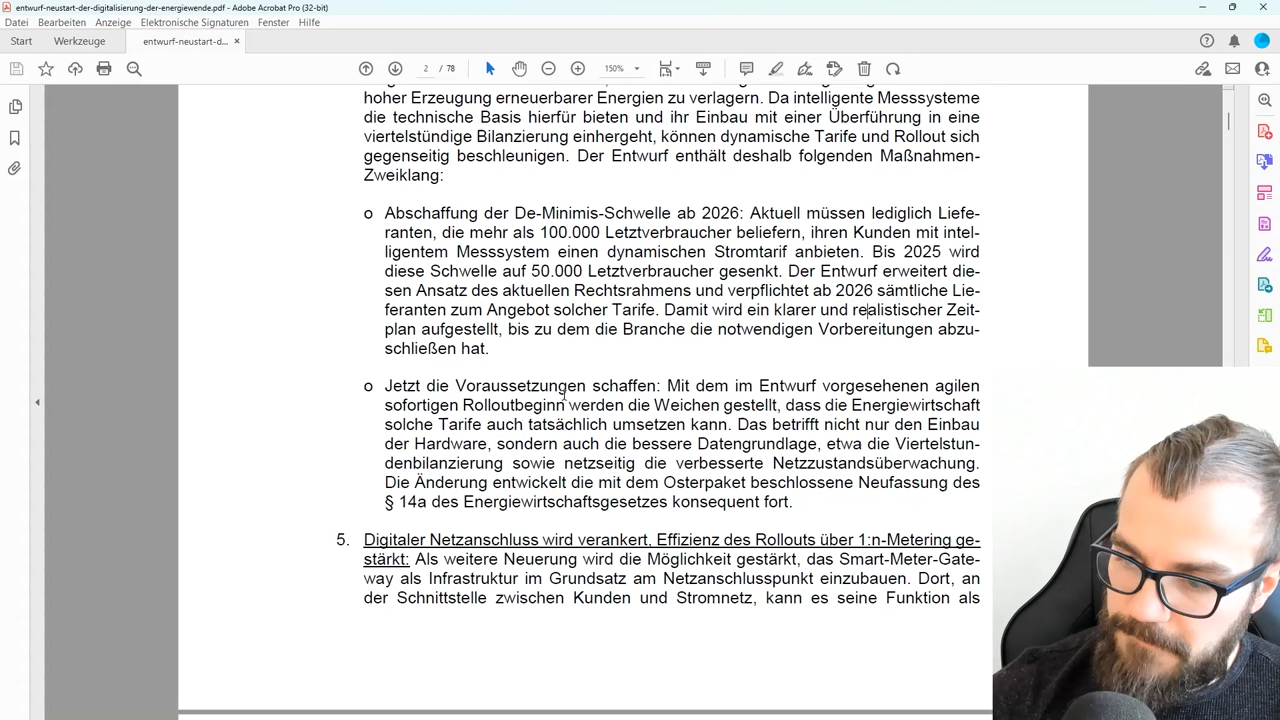 entwurf-neustart-der-digitalisierung-der-energiewende.pdf - Adobe Acrobat Pro (32-bit)
Datei Bearbeiten Anzeige Elektronische Signaturen Fenster Hilfe
Start Werkzeuge entwurf-neustart-d... ×
2 / 78 150%
hoher Erzeugung erneuerbarer Energien zu verlagern. Da intelligente Messsysteme
die technische Basis hierfür bieten und ihr Einbau mit einer Überführung in eine
viertelstündige Bilanzierung einhergeht, können dynamische Tarife und Rollout sich
gegenseitig beschleunigen. Der Entwurf enthält deshalb folgenden Maßnahmen-
Zweiklang:
o Abschaffung der De-Minimis-Schwelle ab 2026: Aktuell müssen lediglich Liefe-
ranten, die mehr als 100.000 Letztverbraucher beliefern, ihren Kunden mit intel-
ligentem Messsystem einen dynamischen Stromtarif anbieten. Bis 2025 wird
diese Schwelle auf 50.000 Letztverbraucher gesenkt. Der Entwurf erweitert die-
sen Ansatz des aktuellen Rechtsrahmens und verpflichtet ab 2026 sämtliche Lie-
feranten zum Angebot solcher Tarife. Damit wird ein klarer und realistischer Zeit-
plan aufgestellt, bis zu dem die Branche die notwendigen Vorbereitungen abzu-
schließen hat.
o Jetzt die Voraussetzungen schaffen: Mit dem im Entwurf vorgesehenen agilen
sofortigen Rolloutbeginn werden die Weichen gestellt, dass die Energiewirtschaft
solche Tarife auch tatsächlich umsetzen kann. Das betrifft nicht nur den Einbau
der Hardware, sondern auch die bessere Datengrundlage, etwa die Viertelstun-
denbilanzierung sowie netzseitig die verbesserte Netzzustandsüberwachung.
Die Änderung entwickelt die mit dem Osterpaket beschlossene Neufassung des
§ 14a des Energiewirtschaftsgesetzes konsequent fort.
5. Digitaler Netzanschluss wird verankert, Effizienz des Rollouts über 1:n-Metering ge-
stärkt: Als weitere Neuerung wird die Möglichkeit gestärkt, das Smart-Meter-Gate-
way als Infrastruktur im Grundsatz am Netzanschlusspunkt einzubauen. Dort, an
der Schnittstelle zwischen Kunden und Stromnetz, kann es seine Funktion als